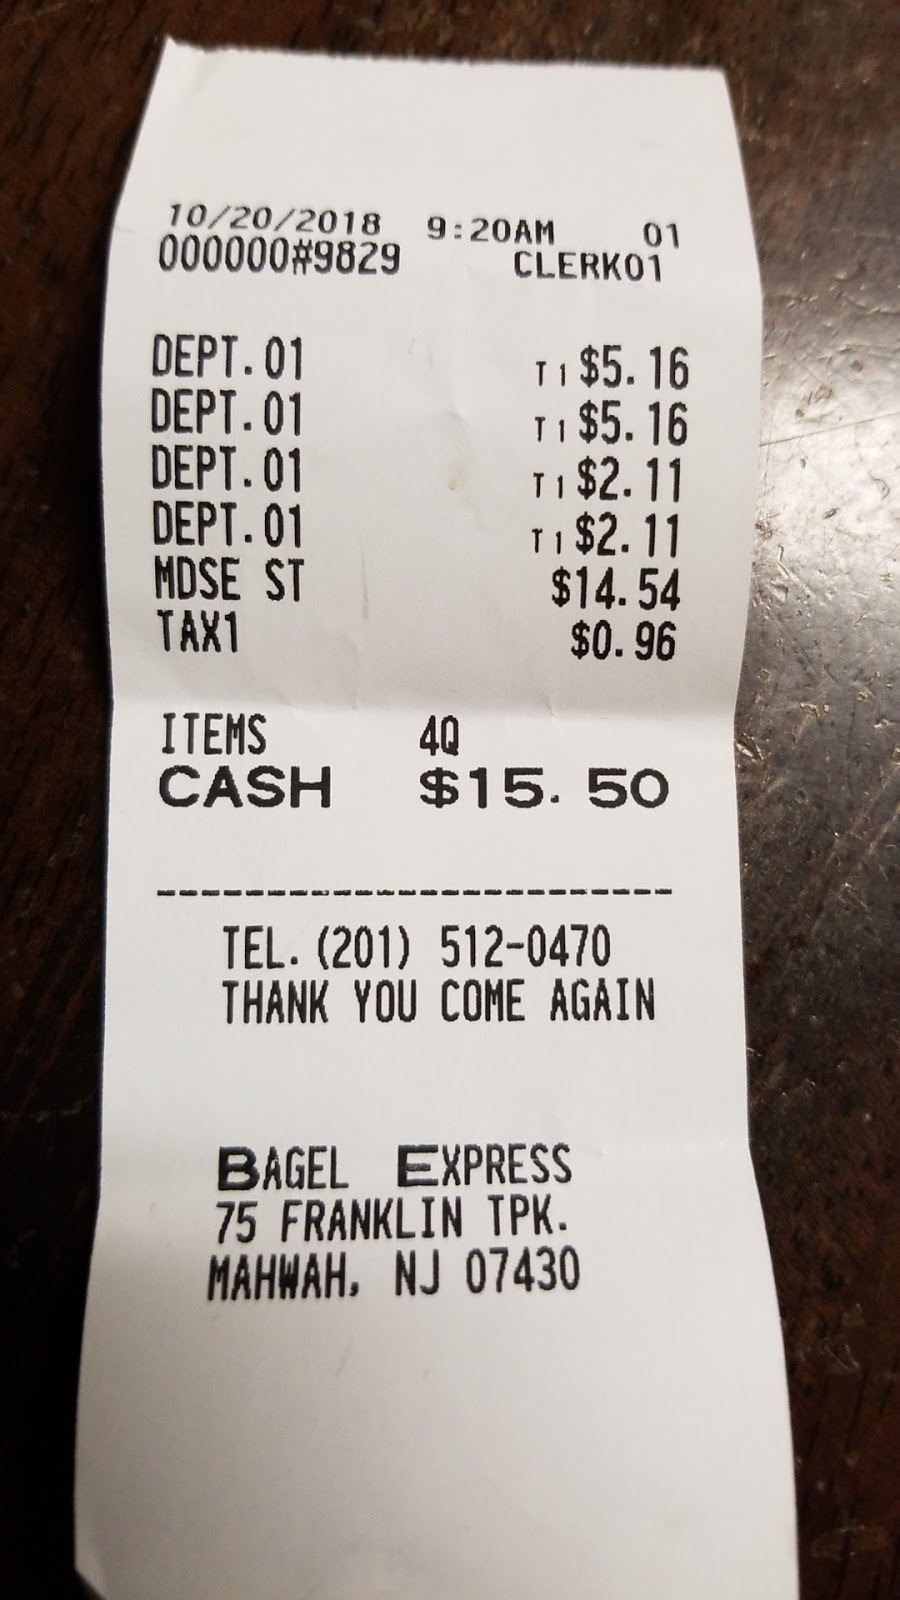 10/20/2018 9:20AM 01
000000#9829 CLERK01
DEPT.01 T1 $5.16
DEPT.01 T1 $5.16
DEPT.01 T1 $2.11
DEPT.01 T1 $2.11
MDSE ST $14.54
TAX1 $0.96
ITEMS 4Q
CASH $15.50
------------------------
TEL.(201) 512-0470
THANK YOU COME AGAIN
BAGEL EXPRESS
75 FRANKLIN TPK.
MAHWAH, NJ 07430